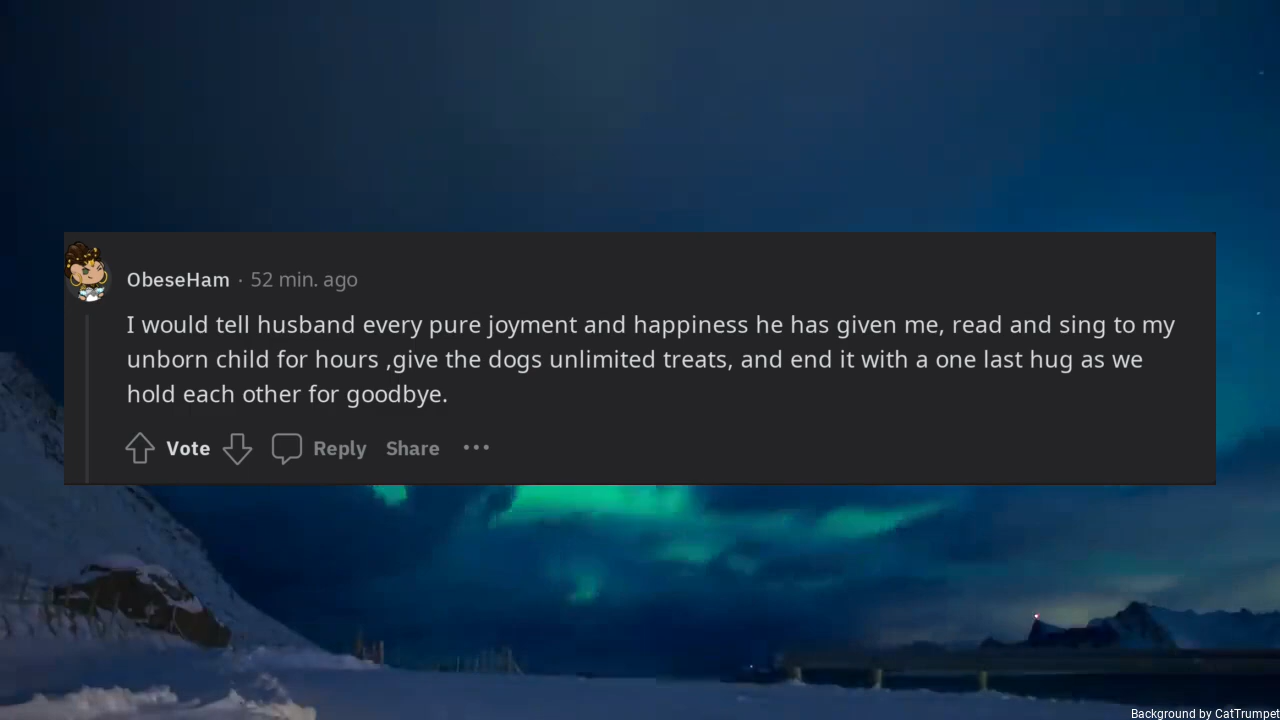 ObeseHam · 52 min. ago
I would tell husband every pure joyment and happiness he has given me, read and sing to my
unborn child for hours ,give the dogs unlimited treats, and end it with a one last hug as we
hold each other for goodbye.
Vote Reply Share •••
Background by CatTrumpet